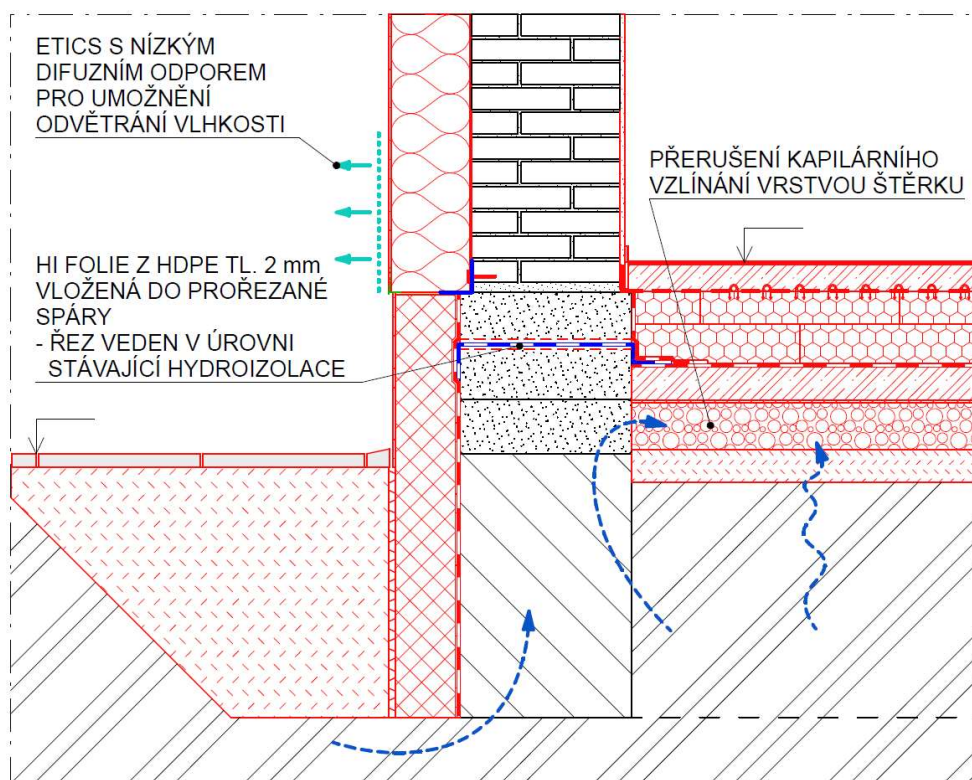 ETICS S NÍZKÝM
DIFUZNÍM ODPOREM
PRO UMOŽNĚNÍ
ODVĚTRÁNÍ VLHKOSTI
PŘERUŠENÍ KAPILÁRNÍHO
VZLÍNÁNÍ VRSTVOU ŠTĚRKU
HI FOLIE Z HDPE TL. 2 mm
VLOŽENÁ DO PROŘEZANÉ
SPÁRY
- ŘEZ VEDEN V ÚROVNI
STÁVAJÍCÍ HYDROIZOLACE